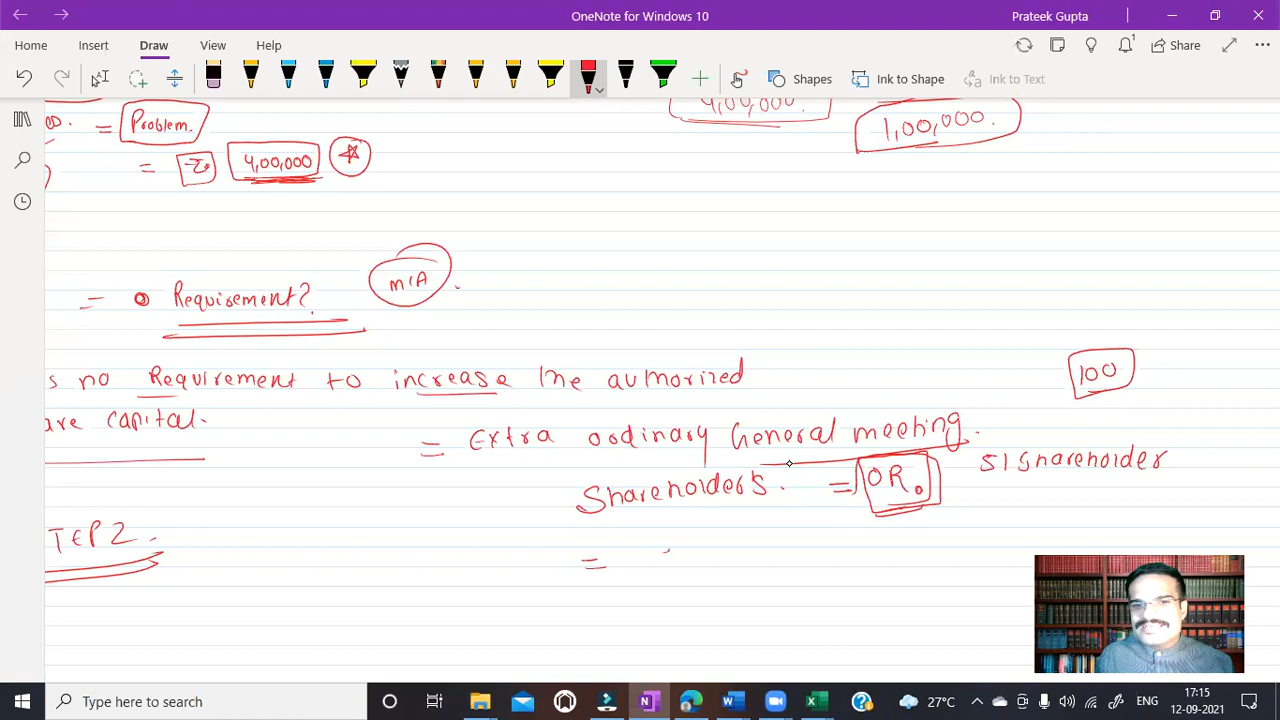 OneNote for Windows 10
Prateek Gupta
Home Insert Draw View Help
Share
Shapes
Ink to Shape
Ink to Text
4,00,000.
1,00,000.
= Problem.
= 4,00,000
= Requirement? MCA
s no Requirement to increase the authorized
are capital.
100
= Extra ordinary General meeting.
51 shareholder
Shareholders. = OR.
TEP 2.
=
Type here to search
27°C
ENG
17:15
12-09-2021